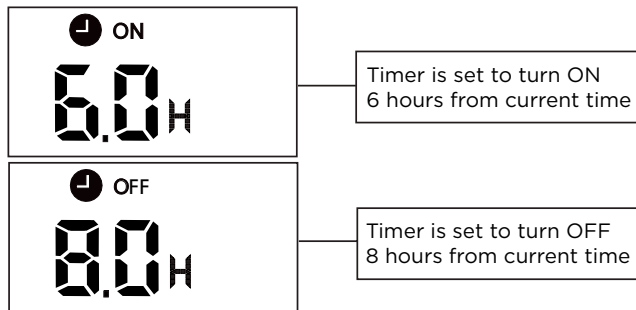 ON
6.0H
Timer is set to turn ON
6 hours from current time
OFF
8.0H
Timer is set to turn OFF
8 hours from current time